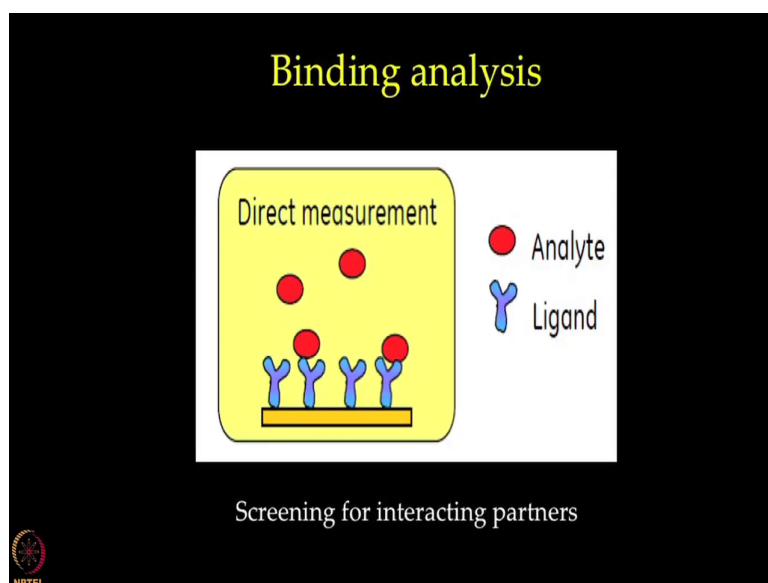 Binding analysis
Direct measurement
Analyte
Ligand
Screening for interacting partners
NPTEL